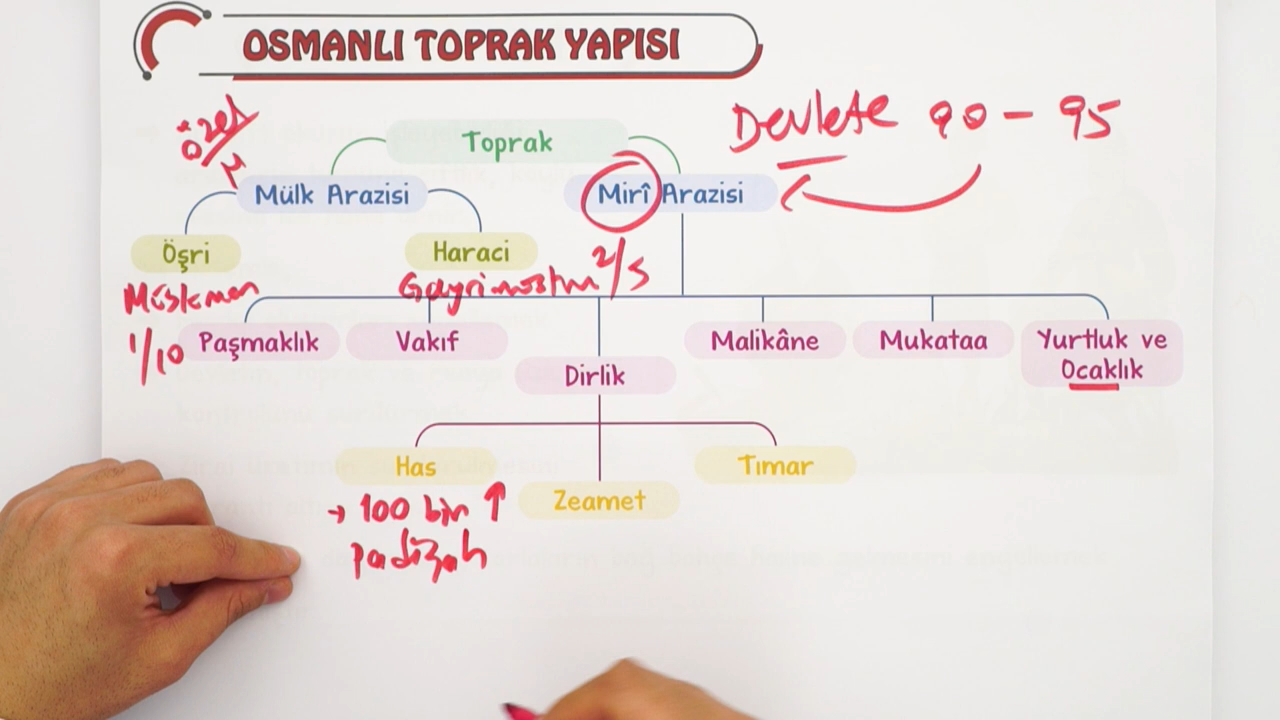 OSMANLI TOPRAK YAPISI
Devlete 90 - 95
özel
Toprak
Mülk Arazisi
Mirî Arazisi
Öşri
Haraci
2/5
Müslüman
Gayrimüslim
1/10
Paşmaklık
Vakıf
Dirlik
Malikâne
Mukataa
Yurtluk ve
Ocaklık
Has
Zeamet
Tımar
→ 100 bin ↑
padişah